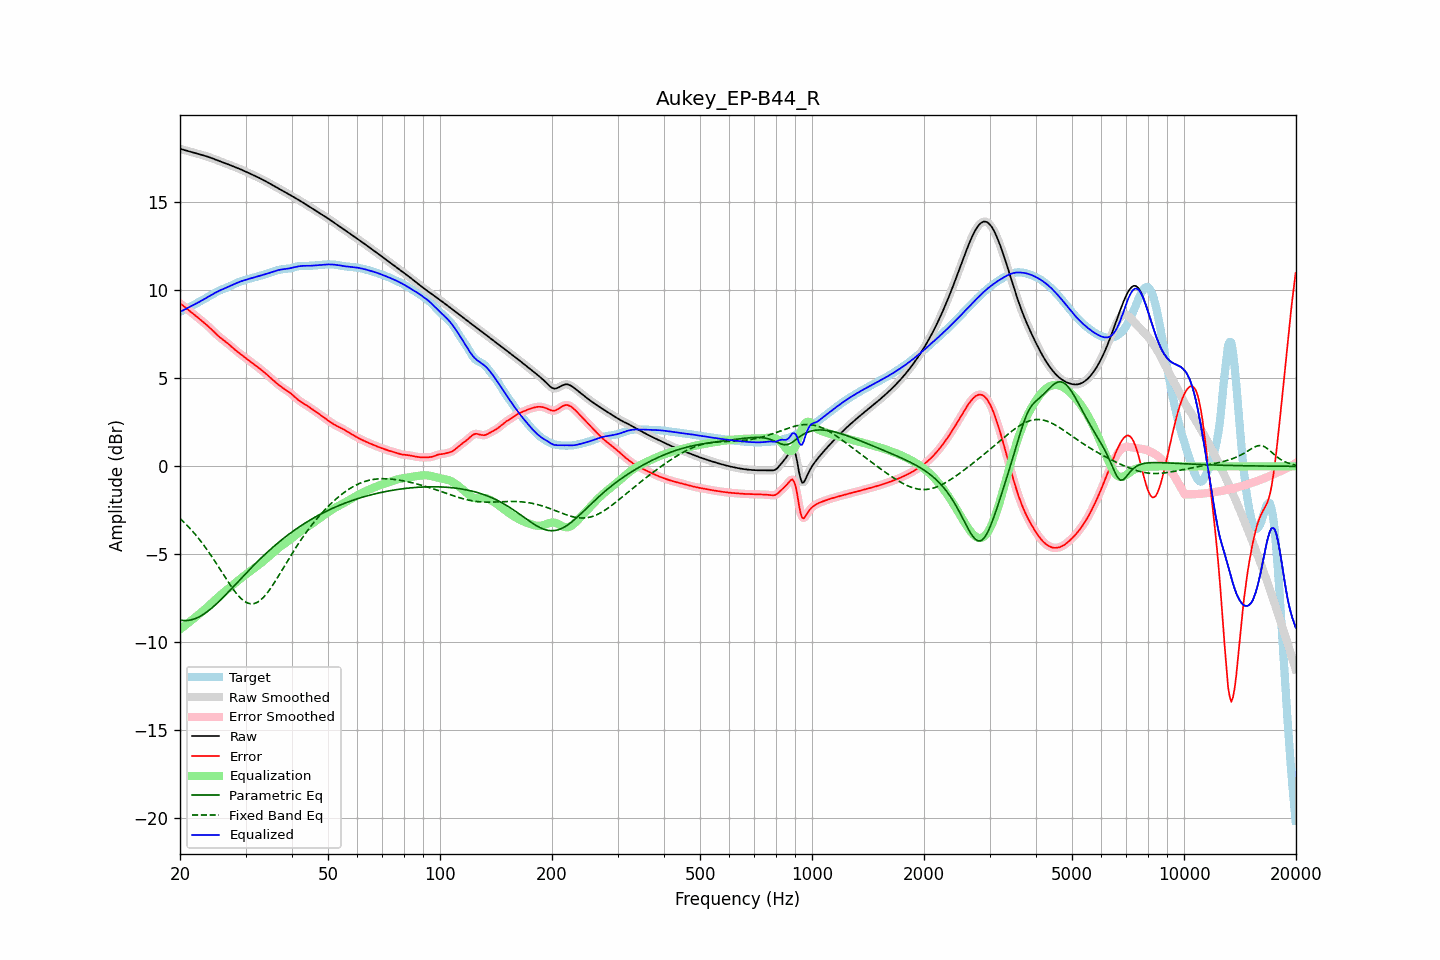 Aukey_EP-B44_R
Amplitude (dBr)
15
10
5
0
−5
−10
−15
−20
Target
Raw Smoothed
Error Smoothed
Raw
Error
Equalization
Parametric Eq
Fixed Band Eq
Equalized
20 50 100 200 500 1000 2000 5000 10000 20000
Frequency (Hz)